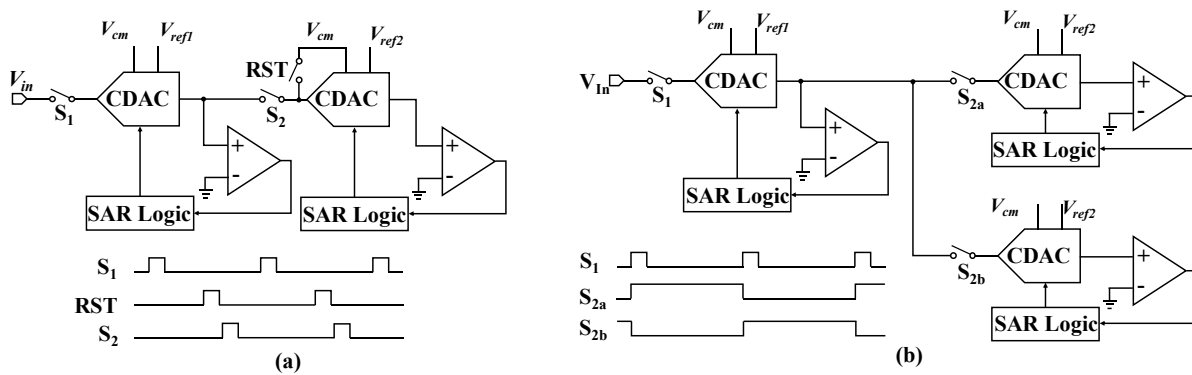 V_cm V_ref1 V_cm V_ref2
RST
V_in
CDAC CDAC
S_1 S_2
+ +
- -
SAR Logic SAR Logic
S_1
RST
S_2
(a)
V_cm V_ref1 V_cm V_ref2
V_In
CDAC CDAC
S_1 S_2a
+ +
- -
SAR Logic SAR Logic
V_cm V_ref2
CDAC
S_2b
+
-
SAR Logic
S_1
S_2a
S_2b
(b)